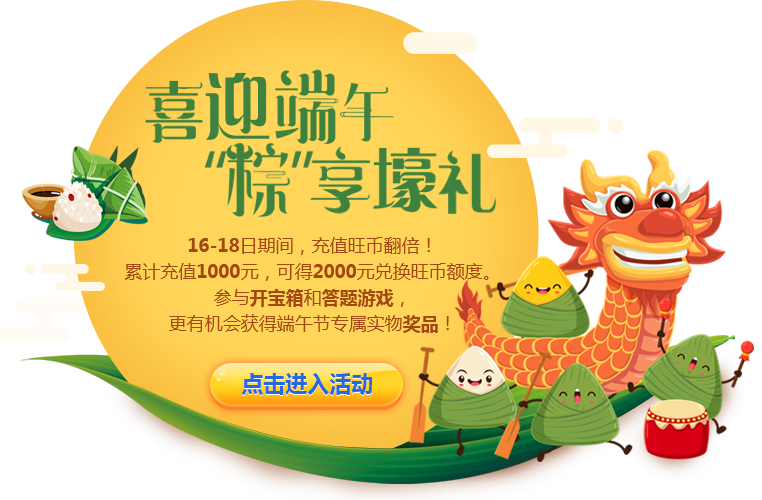 喜迎端午
“粽”享壕礼
16-18日期间，充值旺币翻倍！
累计充值1000元，可得2000元兑换旺币额度。
参与开宝箱和答题游戏，
更有机会获得端午节专属实物奖品！
点击进入活动